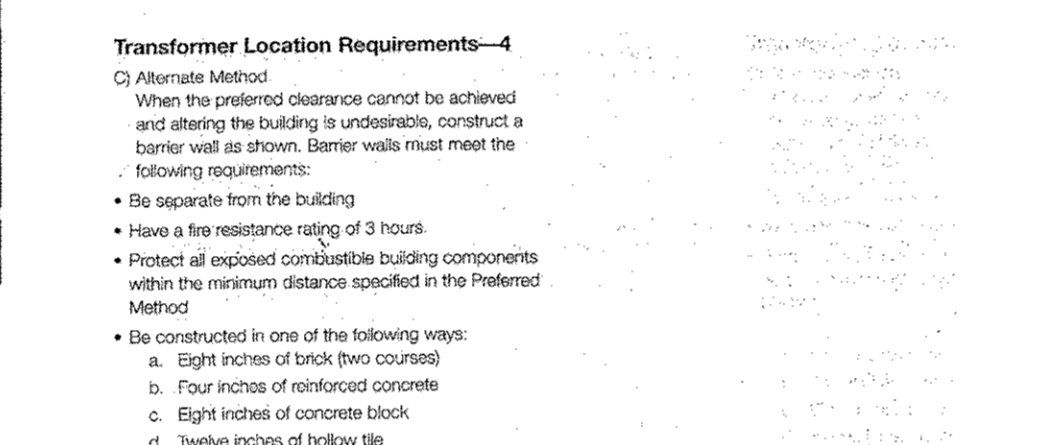 Transformer Location Requirements—4
C) Alternate Method
When the preferred clearance cannot be achieved
and altering the building is undesirable, construct a
barrier wall as shown. Barrier walls must meet the
following requirements:
• Be separate from the building
• Have a fire resistance rating of 3 hours.
• Protect all exposed combustible building components
within the minimum distance specified in the Preferred
Method
• Be constructed in one of the following ways:
a. Eight inches of brick (two courses)
b. Four inches of reinforced concrete
c. Eight inches of concrete block
d. Twelve inches of hollow tile